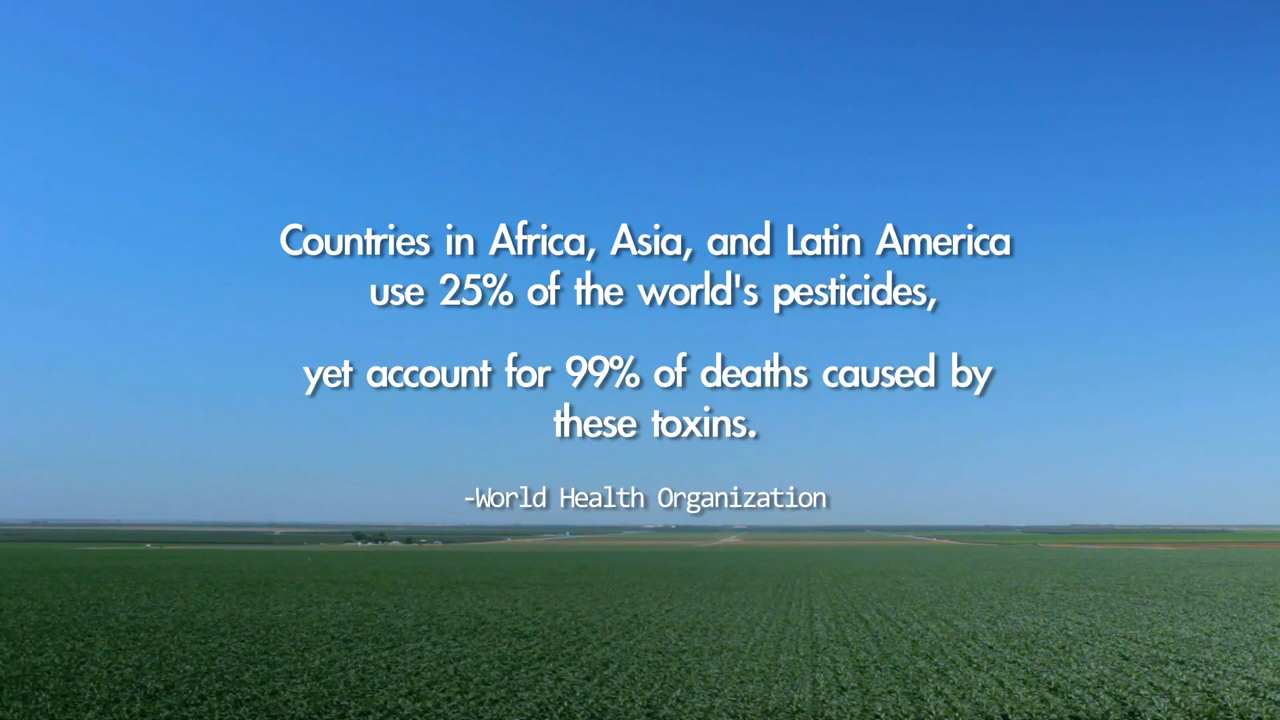 Countries in Africa, Asia, and Latin America
use 25% of the world's pesticides,
yet account for 99% of deaths caused by
these toxins.
-World Health Organization